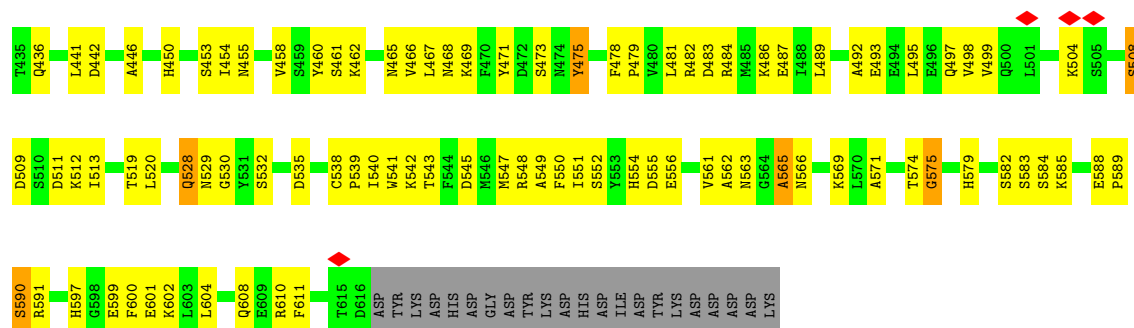 T435 Q436 L441 D442 A446 H450 S453 I454 N455 V458 S459 Y460 S461 K462 N465 V466 L467 N468 K469 F470 Y471 D472 S473 N474 Y475 F478 P479 V480 L481 R482 D483 R484 M485 K486 E487 I488 L489 A492 E493 E494 L495 E496 Q497 V498 V499 Q500 L501 K504 S505 S508
D509 S510 D511 K512 I513 T519 L520 Q528 N529 G530 Y531 S532 D535 C538 P539 I540 W541 K542 T543 F544 D545 M546 M547 R548 A549 F550 I551 S552 Y553 H554 D555 E556 V561 A562 N563 G564 A565 N566 K569 L570 A571 T574 G575 H579 S582 S583 S584 K585 E588 P589
S590 R591 H597 G598 E599 F600 E601 K602 L603 L604 Q608 E609 R610 F611 T615 D616 ASP TYR LYS ASP HIS ASP GLY ASP TYR LYS ASP HIS ASP ILE ASP TYR LYS ASP ASP ASP ASP LYS